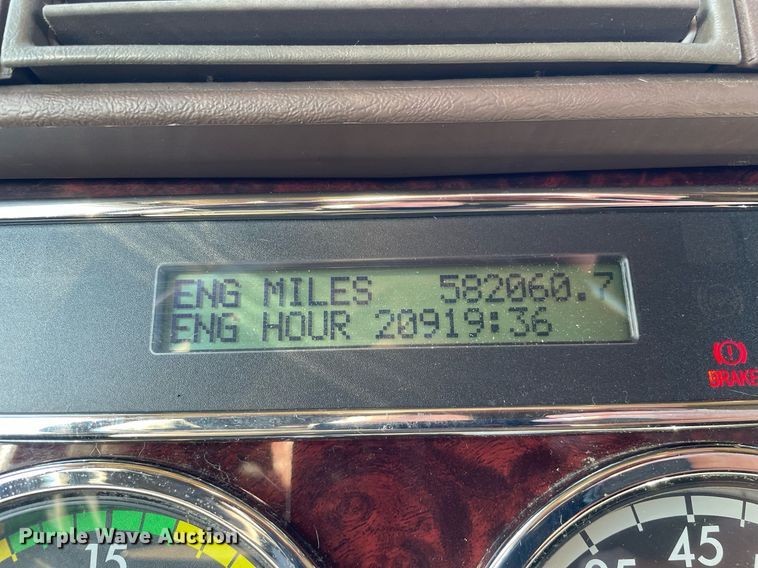 ENG MILES 582060.7
ENG HOUR 20919:36
BRAKE
15
45
Purple Wave Auction